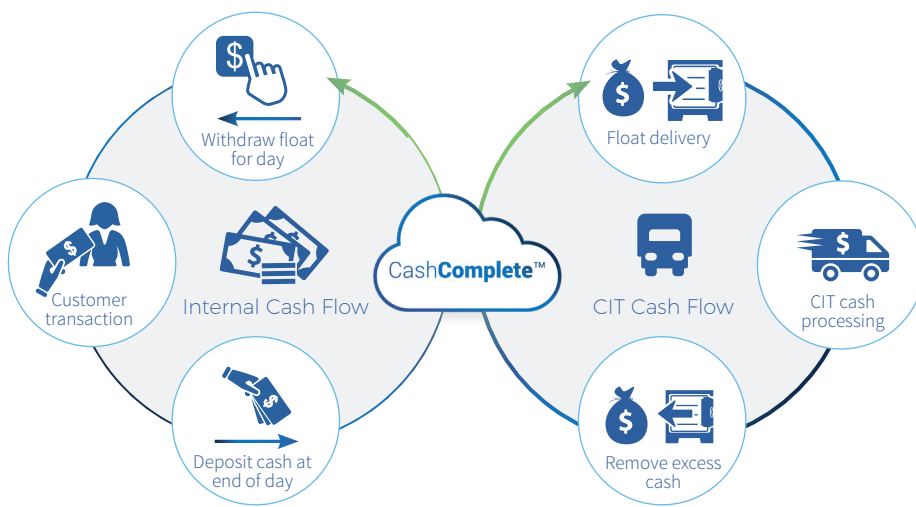 Withdraw float
for day
Customer
transaction
Internal Cash Flow
Deposit cash at
end of day
CashComplete™
Float delivery
CIT Cash Flow
CIT cash
processing
Remove excess
cash